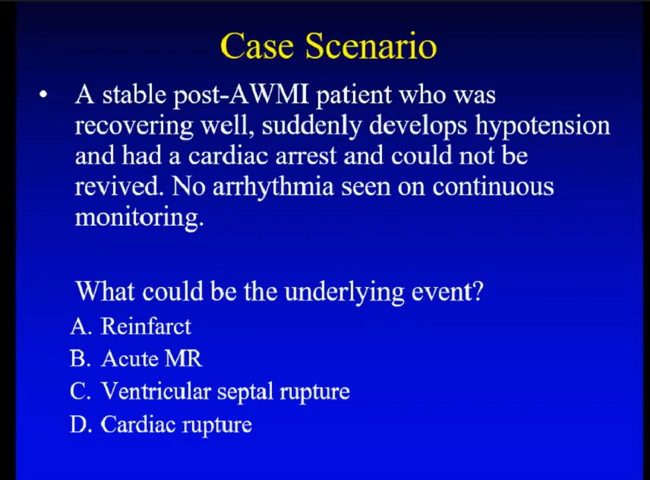 Case Scenario
• A stable post-AWMI patient who was
recovering well, suddenly develops hypotension
and had a cardiac arrest and could not be
revived. No arrhythmia seen on continuous
monitoring.
What could be the underlying event?
A. Reinfarct
B. Acute MR
C. Ventricular septal rupture
D. Cardiac rupture